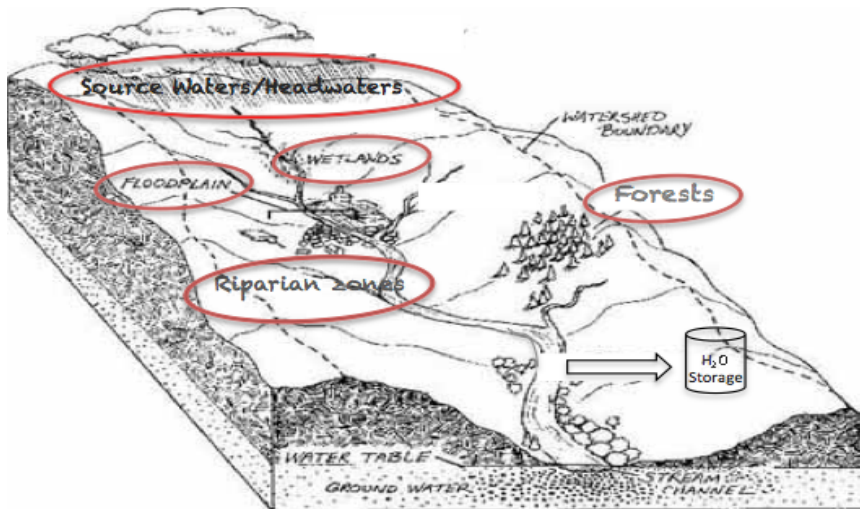 Source Waters/Headwaters
WATERSHED
BOUNDARY
WETLANDS
FLOODPLAIN
Forests
Riparian zones
H₂O
Storage
WATER TABLE
GROUND WATER
STREAM
CHANNEL